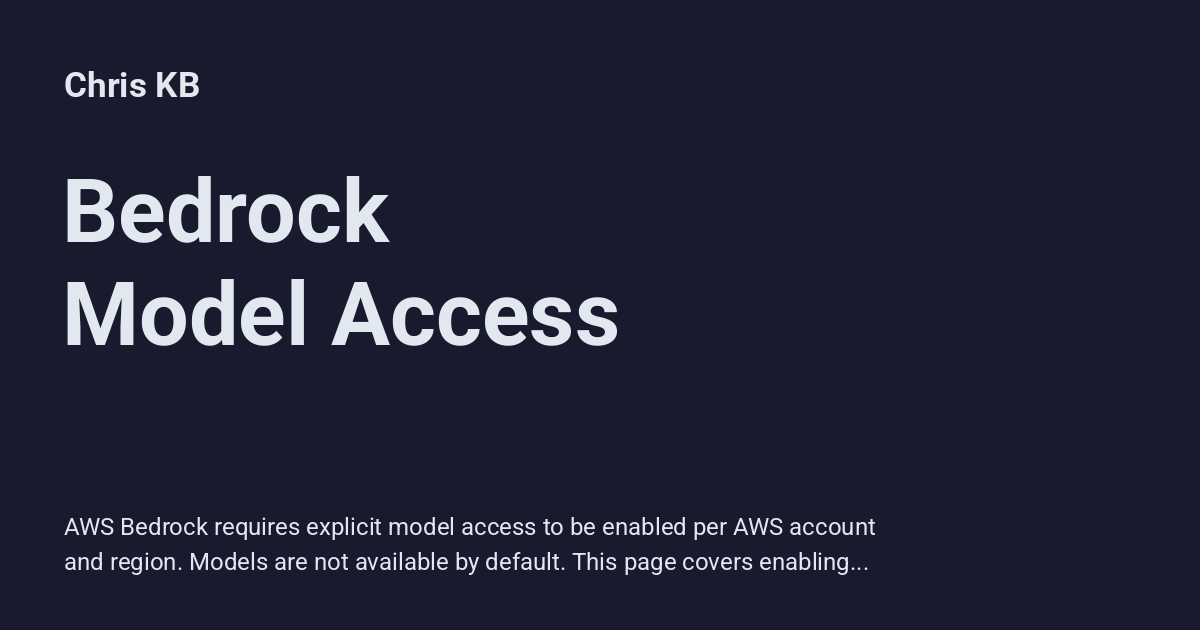 Chris KB
Bedrock
Model Access
AWS Bedrock requires explicit model access to be enabled per AWS account
and region. Models are not available by default. This page covers enabling...